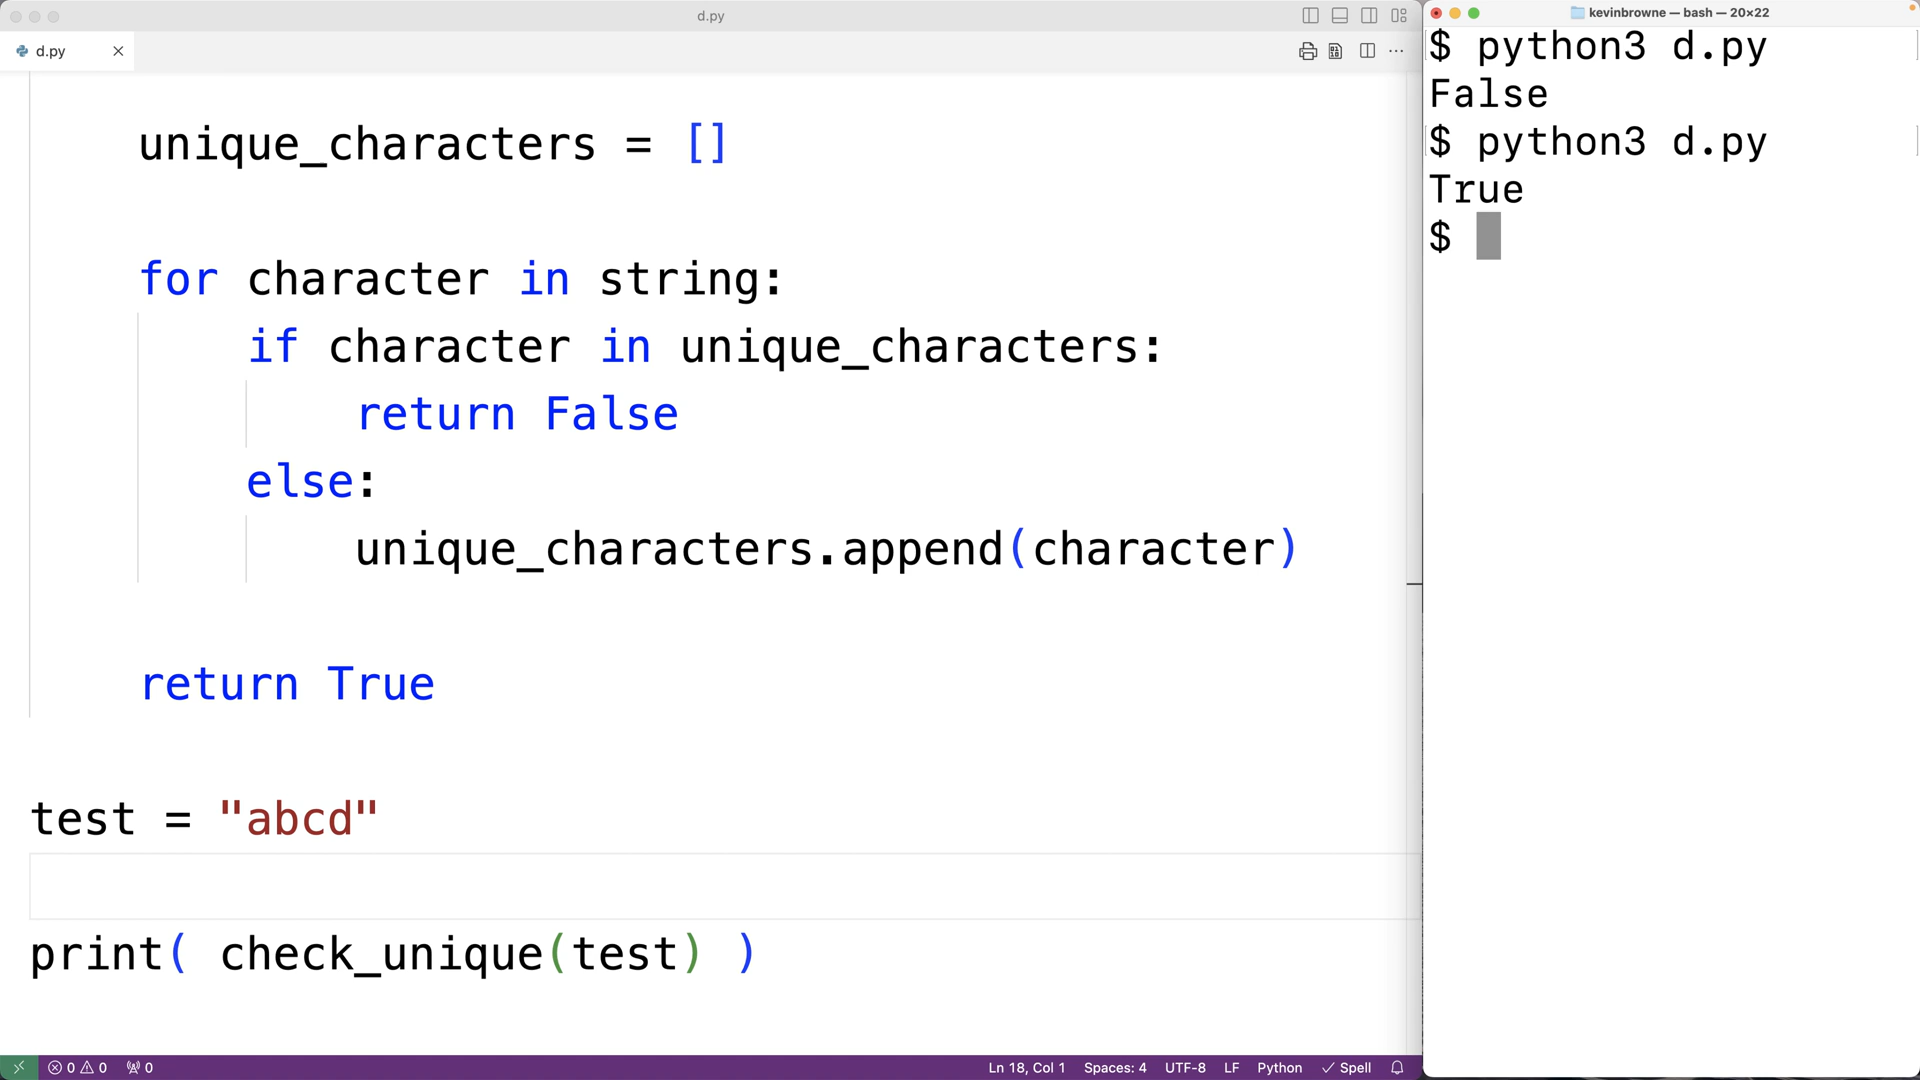 d.py
d.py
unique_characters = []
for character in string:
if character in unique_characters:
return False
else:
unique_characters.append(character)
return True
test = "abcd"
print( check_unique(test) )
0 0 0
Ln 18, Col 1 Spaces: 4 UTF-8 LF Python Spell
kevinbrowne — bash — 20×22
$ python3 d.py
False
$ python3 d.py
True
$